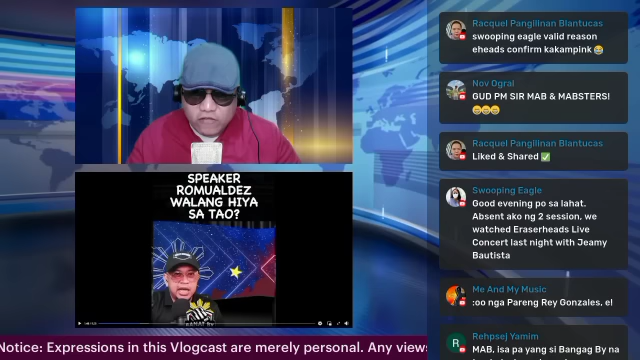 SPEAKER
ROMUALDEZ
WALANG HIYA
SA TAO?
Racquel Pangilinan Blantucas
swooping eagle valid reason
eheads confirm kakampink 😂
Nov Ogral
GUD PM SIR MAB & MABSTERS!
😁😁😁
Racquel Pangilinan Blantucas
Liked & Shared ✅
Swooping Eagle
Good evening po sa lahat.
Absent ako ng 2 session, we
watched Eraserheads Live
Concert last night with Jeamy
Bautista
Me And My Music
:oo nga Pareng Rey Gonzales, e!
R
Rehpsej Yamim
MAB, isa pa yang si Bangag By na
Notice: Expressions in this Vlogcast are merely personal. Any views